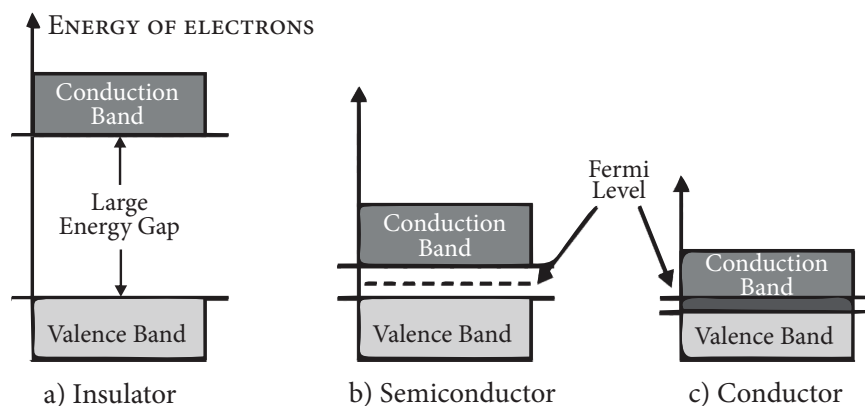 ENERGY OF ELECTRONS
Conduction
Band
Large
Energy Gap
Valence Band
a) Insulator
Conduction
Band
Valence Band
b) Semiconductor
Fermi
Level
Conduction
Band
Valence Band
c) Conductor